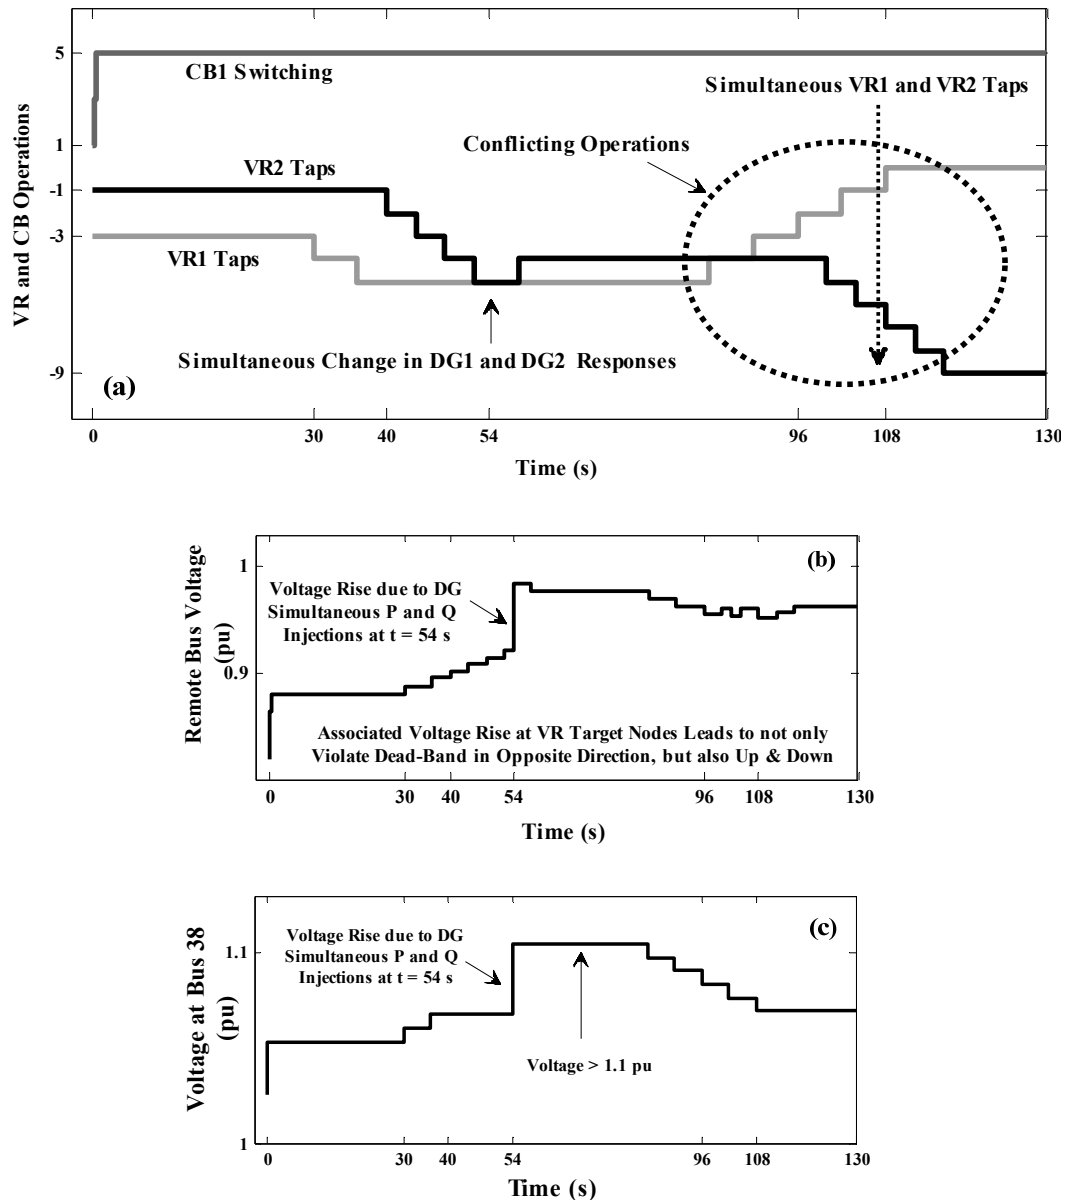 CB1 Switching
Simultaneous VR1 and VR2 Taps
Conflicting Operations
VR2 Taps
VR1 Taps
Simultaneous Change in DG1 and DG2 Responses
(a)
VR and CB Operations
5
1
-1
-3
-9
0 30 40 54 96 108 130
Time (s)
(b)
Voltage Rise due to DG
Simultaneous P and Q
Injections at t = 54 s
Associated Voltage Rise at VR Target Nodes Leads to not only
Violate Dead-Band in Opposite Direction, but also Up & Down
Remote Bus Voltage
(pu)
1
0.9
0 30 40 54 96 108 130
Time (s)
(c)
Voltage Rise due to DG
Simultaneous P and Q
Injections at t = 54 s
Voltage > 1.1 pu
Voltage at Bus 38
(pu)
1.1
1
0 30 54 96 108 130
Time (s)